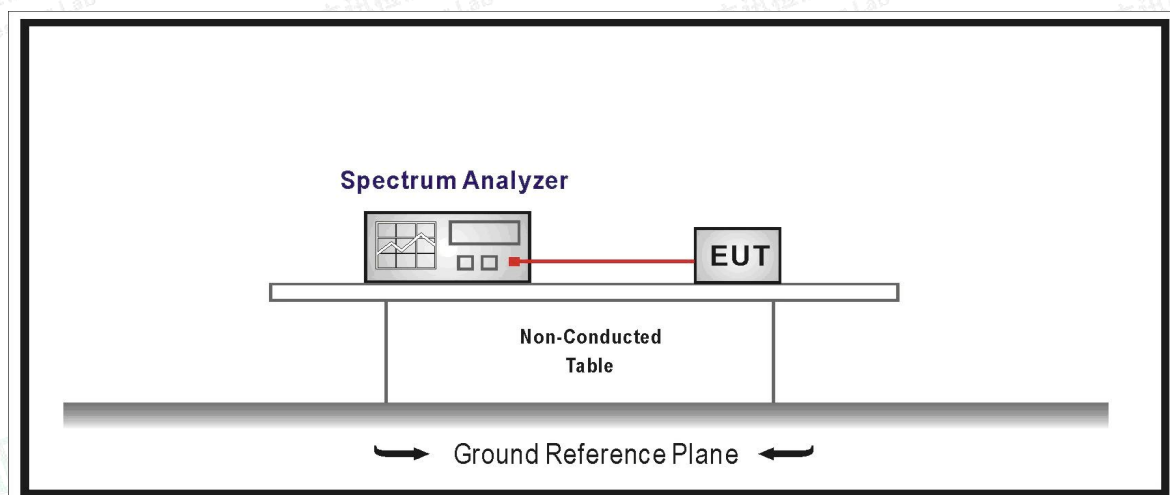 Spectrum Analyzer
EUT
Non-Conducted
Table
Ground Reference Plane